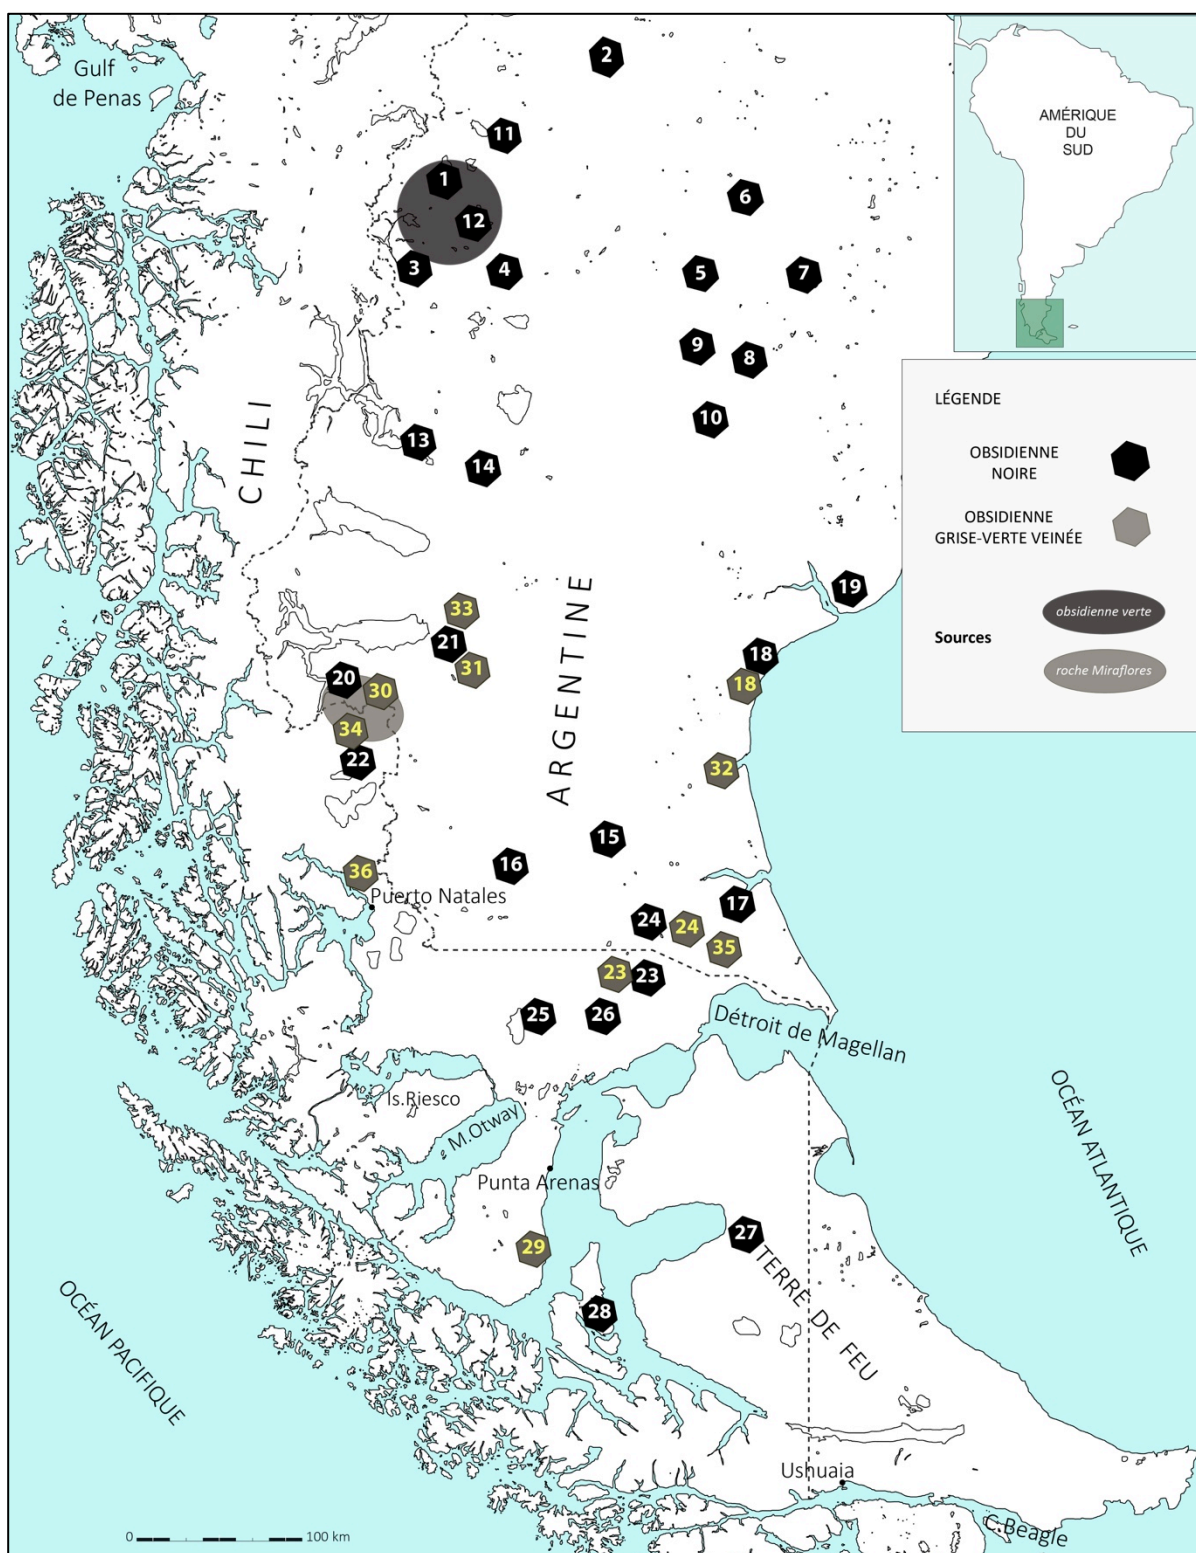 Gulf
de Penas
2
11
1
12
3
4
6
5
7
9
8
10
13
14
CHILI
ARGENTINE
19
33
21
31
20
30
34
22
18
18
32
15
16
36
Puerto Natales
17
24
24
35
23
23
25
26
Détroit de Magellan
Is.Riesco
M.Otway
Punta Arenas
29
27
28
TERRE DE FEU
OCÉAN ATLANTIQUE
OCÉAN PACIFIQUE
Ushuaia
C.Beagle
0
100 km
AMÉRIQUE
DU
SUD
LÉGENDE
OBSIDIENNE
NOIRE
OBSIDIENNE
GRISE-VERTE VEINÉE
Sources
obsidienne verte
roche Miraflores